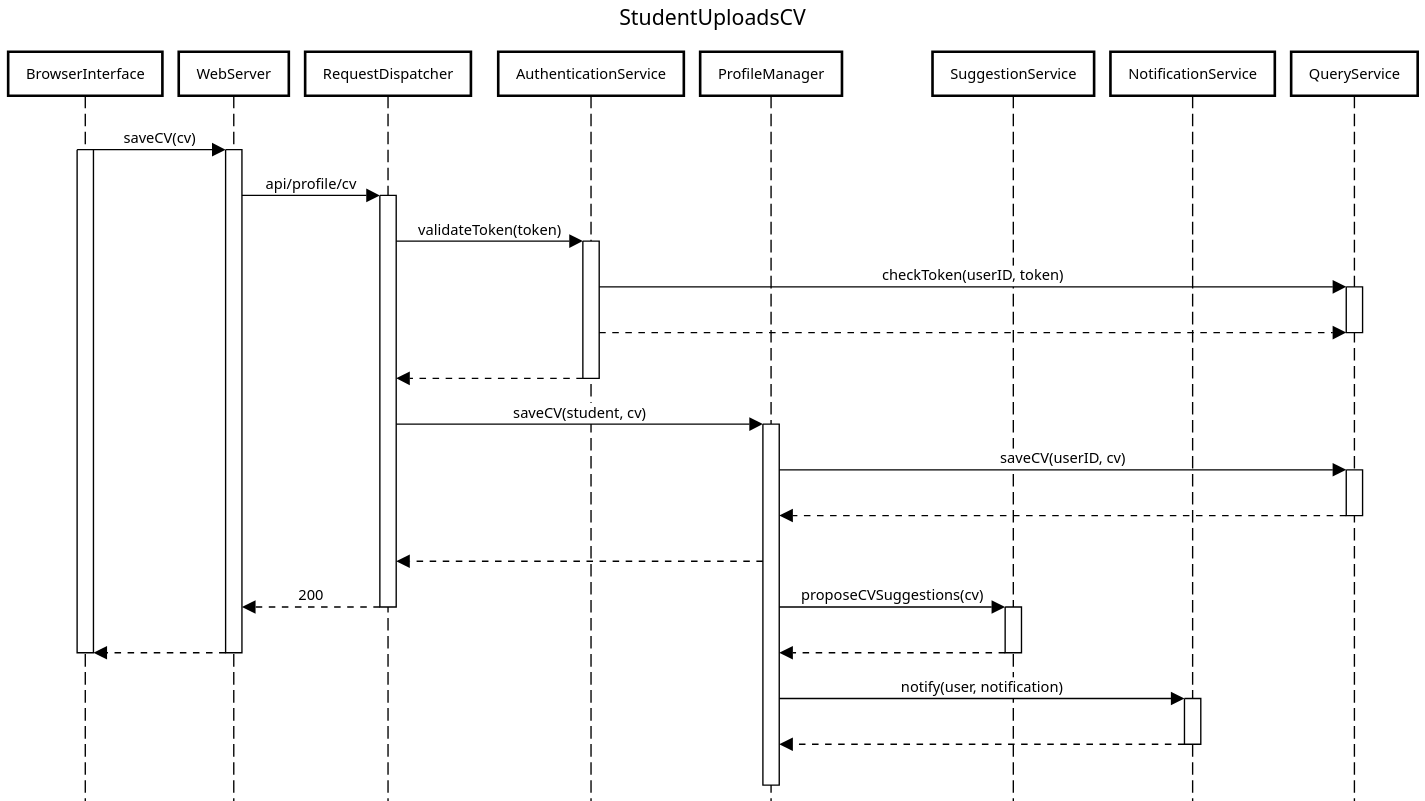 StudentUploadsCV
BrowserInterface
WebServer
RequestDispatcher
AuthenticationService
ProfileManager
SuggestionService
NotificationService
QueryService
saveCV(cv)
api/profile/cv
validateToken(token)
checkToken(userID, token)
saveCV(student, cv)
saveCV(userID, cv)
200
proposeCVSuggestions(cv)
notify(user, notification)